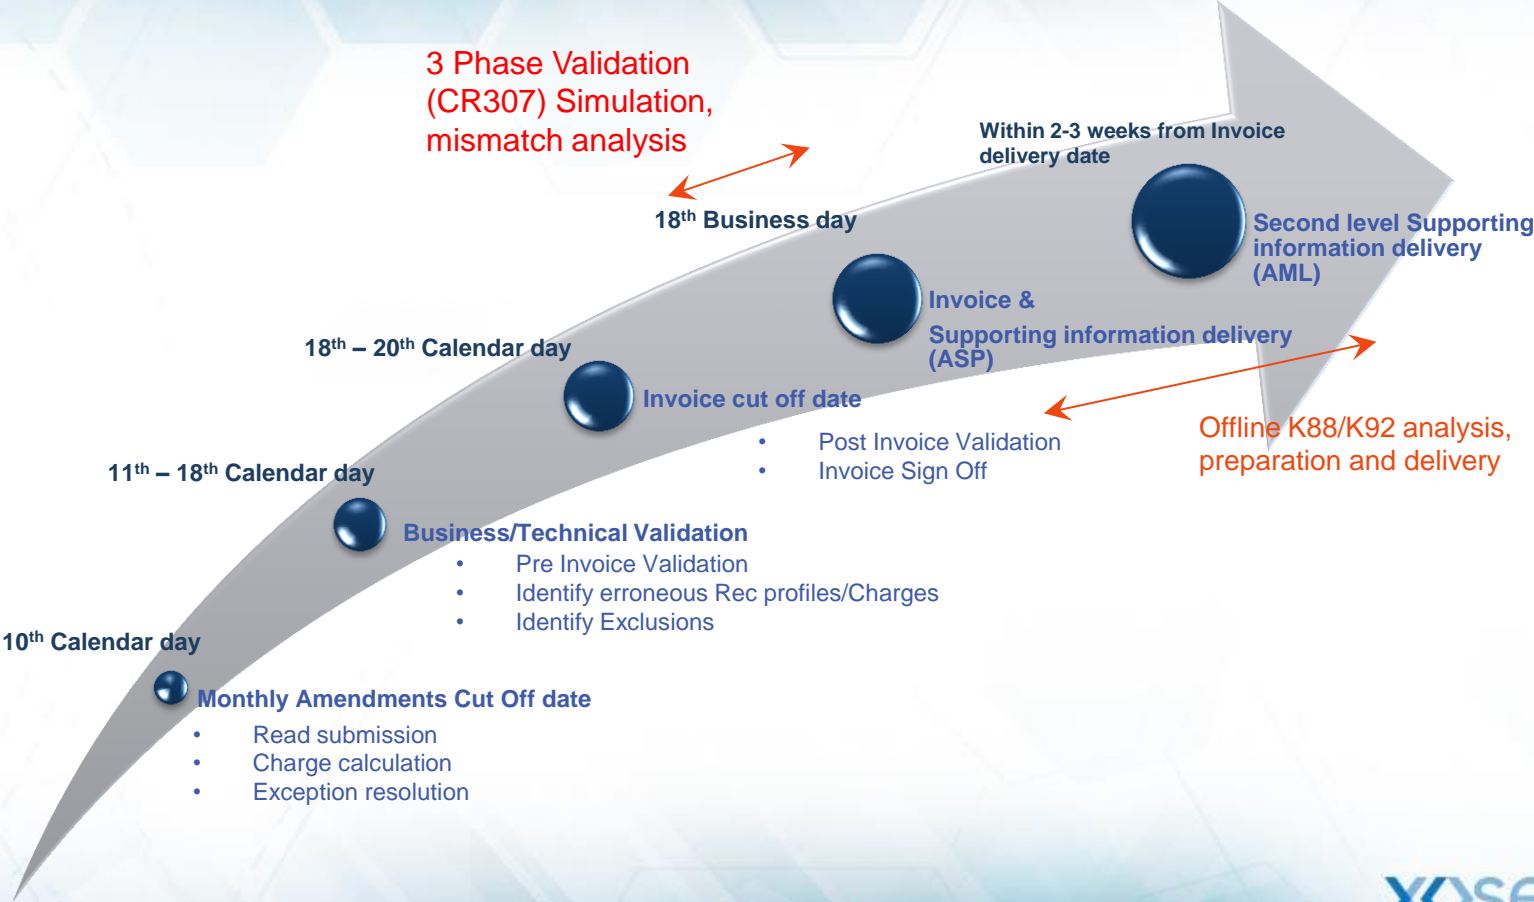 3 Phase Validation
(CR307) Simulation,
mismatch analysis
Within 2-3 weeks from Invoice
delivery date
Second level Supporting
information delivery
(AML)
18th Business day
Invoice &
Supporting information delivery
(ASP)
18th – 20th Calendar day
Invoice cut off date
• Post Invoice Validation
• Invoice Sign Off
Offline K88/K92 analysis,
preparation and delivery
11th – 18th Calendar day
Business/Technical Validation
• Pre Invoice Validation
• Identify erroneous Rec profiles/Charges
• Identify Exclusions
10th Calendar day
Monthly Amendments Cut Off date
• Read submission
• Charge calculation
• Exception resolution